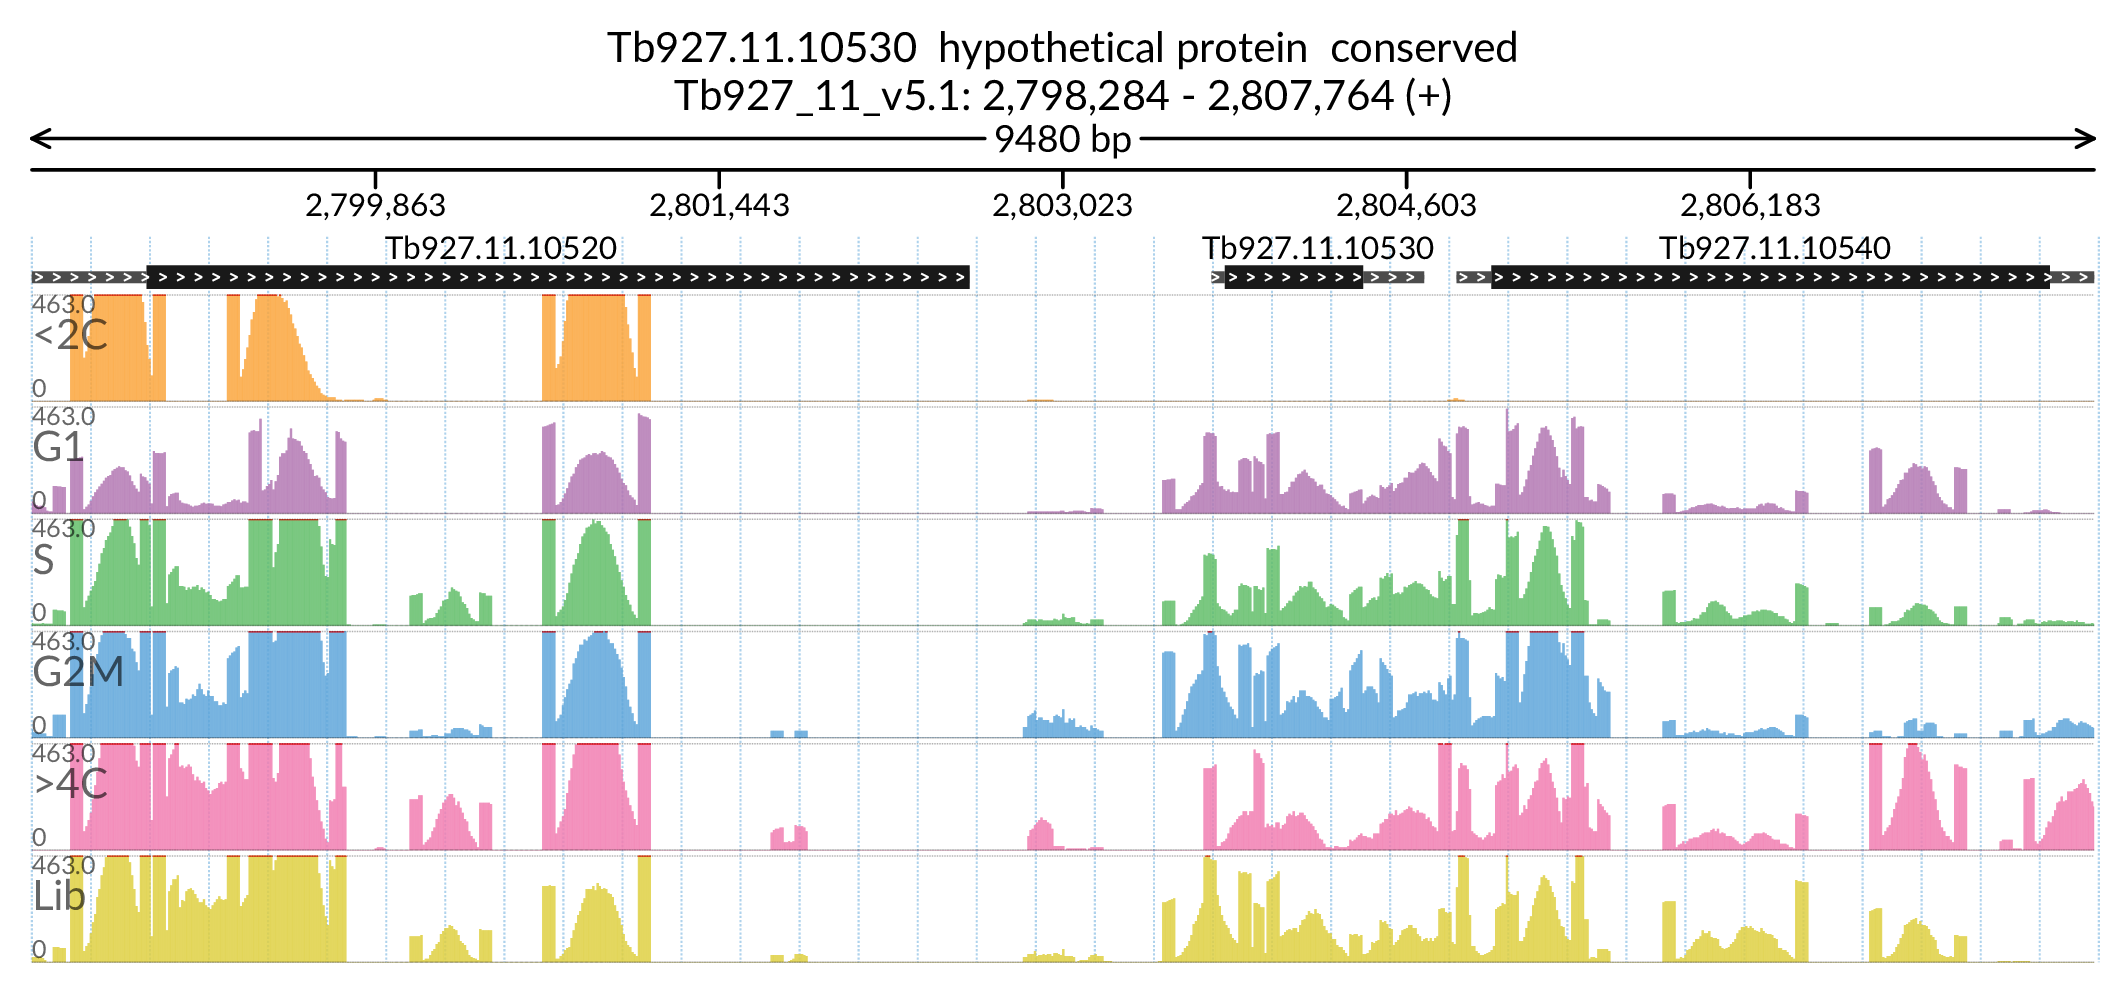 Tb927.11.10530 hypothetical protein conserved
Tb927_11_v5.1: 2,798,284 - 2,807,764 (+)
9480 bp
2,799,863 2,801,443 2,803,023 2,804,603 2,806,183
Tb927.11.10520 Tb927.11.10530 Tb927.11.10540
463.0
<2C
0
463.0
G1
0
463.0
S
0
463.0
G2M
0
463.0
>4C
0
463.0
Lib
0